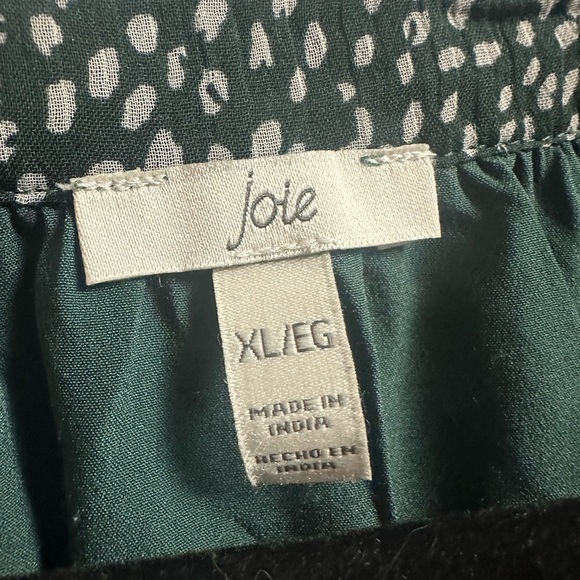 joie
XL/EG
MADE IN
INDIA
HECHO EN
INDIA